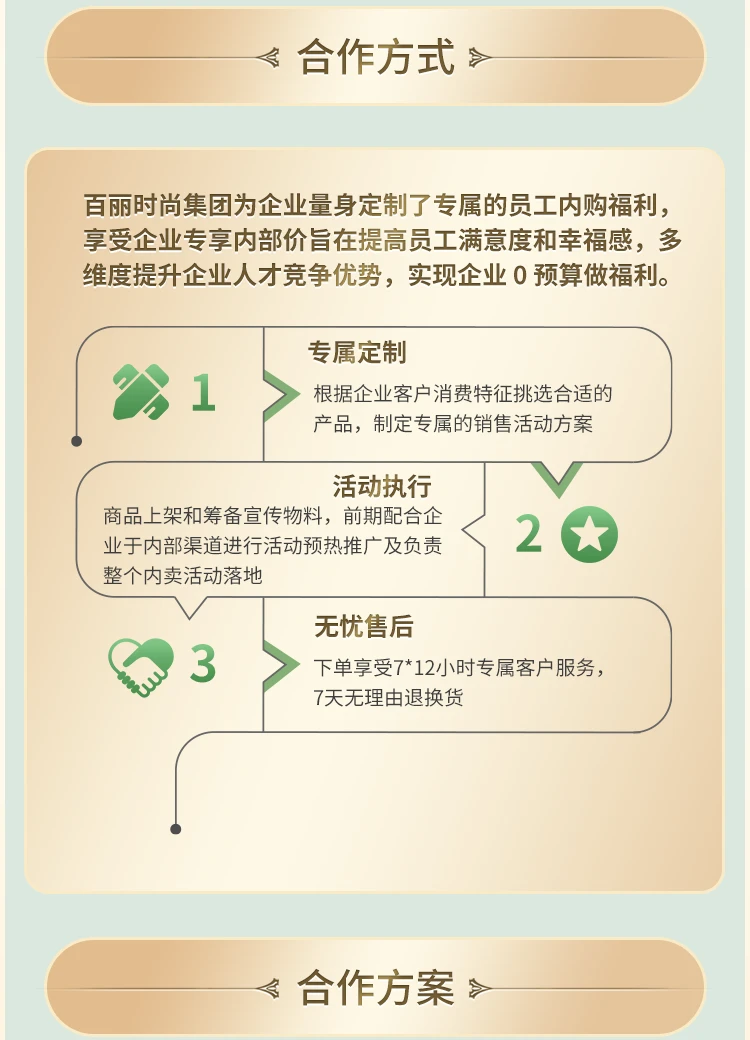 合作方式
百丽时尚集团为企业量身定制了专属的员工内购福利，
享受企业专享内部价旨在提高员工满意度和幸福感，多
维度提升企业人才竞争优势，实现企业 0 预算做福利。
专属定制
1
根据企业客户消费特征挑选合适的
产品，制定专属的销售活动方案
活动执行
商品上架和筹备宣传物料，前期配合企
业于内部渠道进行活动预热推广及负责
整个内卖活动落地
2
无忧售后
3
下单享受7*12小时专属客户服务，
7天无理由退换货
合作方案